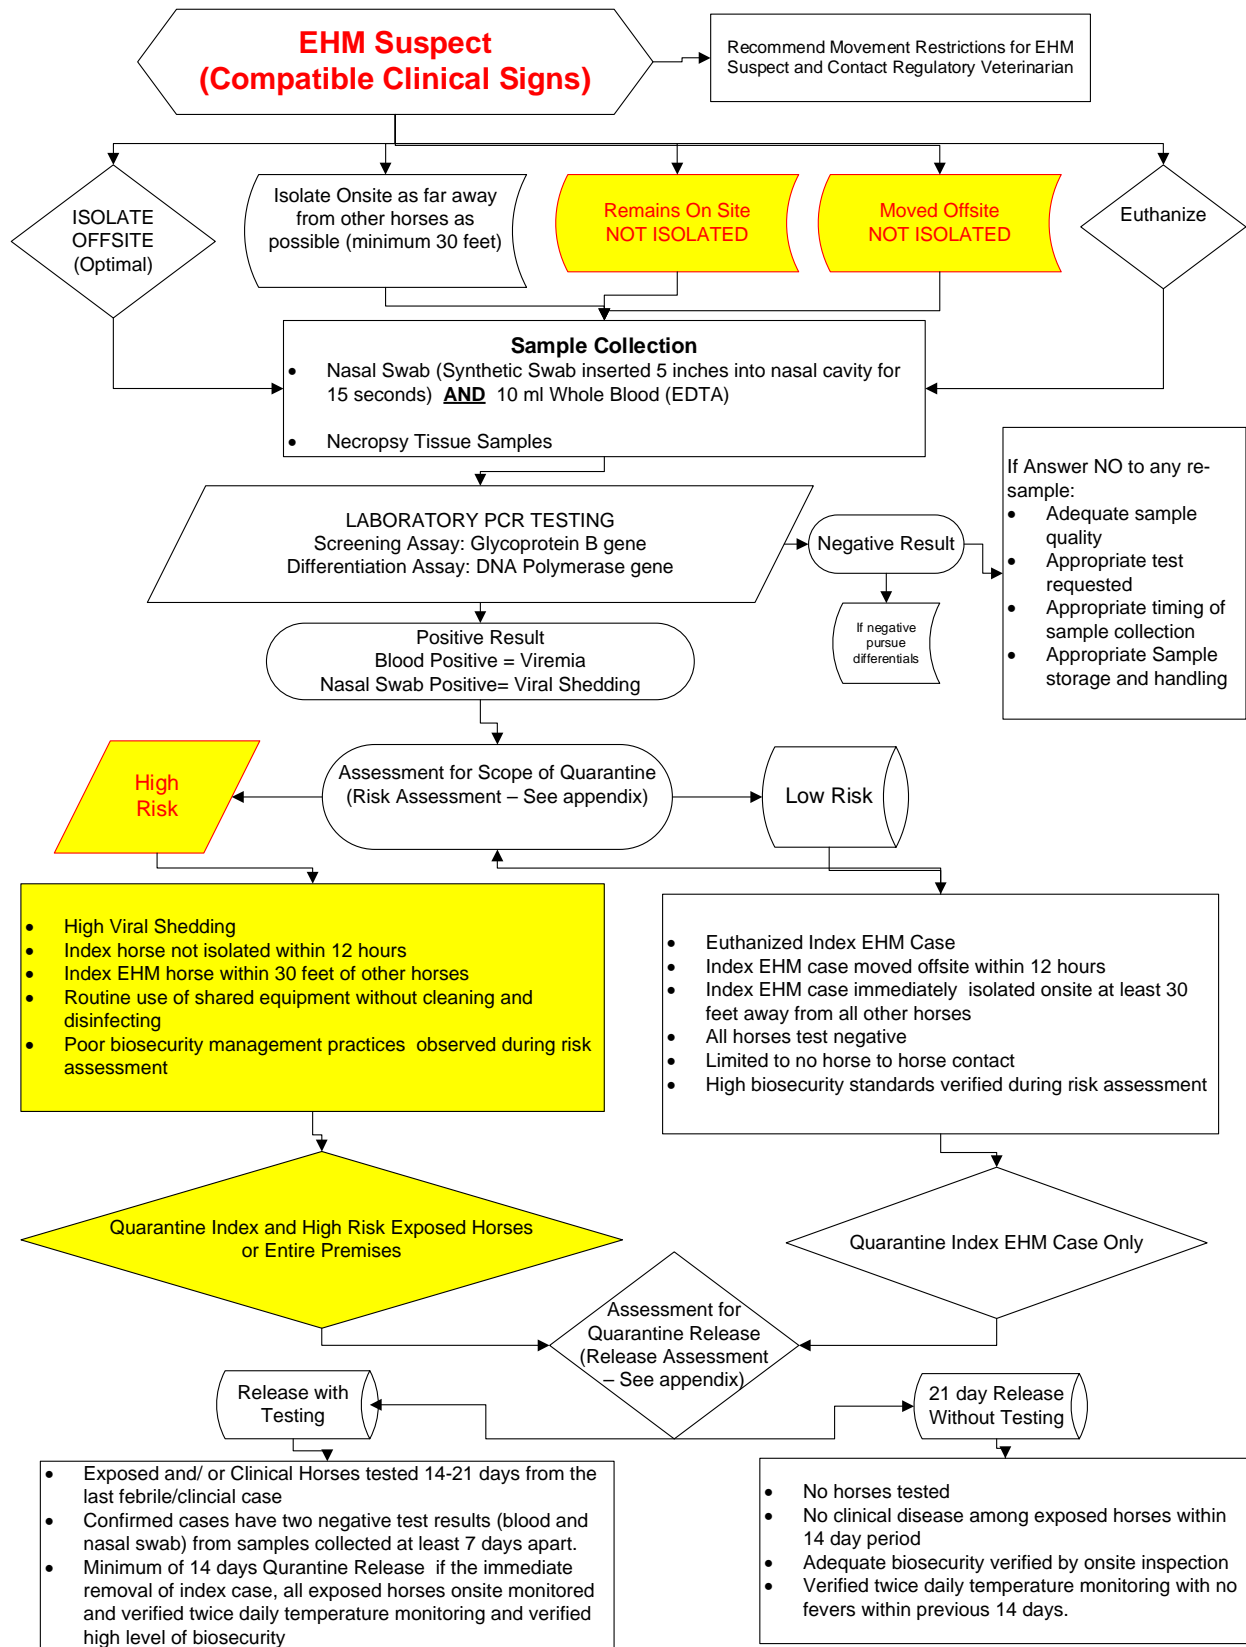 EHM Suspect
(Compatible Clinical Signs)
Recommend Movement Restrictions for EHM
Suspect and Contact Regulatory Veterinarian
ISOLATE
OFFSITE
(Optimal)
Isolate Onsite as far away
from other horses as
possible (minimum 30 feet)
Remains On Site
NOT ISOLATED
Moved Offsite
NOT ISOLATED
Euthanize
Sample Collection
• Nasal Swab (Synthetic Swab inserted 5 inches into nasal cavity for
15 seconds) AND 10 ml Whole Blood (EDTA)
• Necropsy Tissue Samples
LABORATORY PCR TESTING
Screening Assay: Glycoprotein B gene
Differentiation Assay: DNA Polymerase gene
Negative Result
If Answer NO to any re-
sample:
• Adequate sample
quality
• Appropriate test
requested
• Appropriate timing of
sample collection
• Appropriate Sample
storage and handling
If negative
pursue
differentials
Positive Result
Blood Positive = Viremia
Nasal Swab Positive= Viral Shedding
High
Risk
Assessment for Scope of Quarantine
(Risk Assessment – See appendix)
Low Risk
• High Viral Shedding
• Index horse not isolated within 12 hours
• Index EHM horse within 30 feet of other horses
• Routine use of shared equipment without cleaning and
disinfecting
• Poor biosecurity management practices observed during risk
assessment
• Euthanized Index EHM Case
• Index EHM case moved offsite within 12 hours
• Index EHM case immediately isolated onsite at least 30
feet away from all other horses
• All horses test negative
• Limited to no horse to horse contact
• High biosecurity standards verified during risk assessment
Quarantine Index and High Risk Exposed Horses
or Entire Premises
Quarantine Index EHM Case Only
Assessment for
Quarantine Release
(Release Assessment
– See appendix)
Release with
Testing
21 day Release
Without Testing
• Exposed and/ or Clinical Horses tested 14-21 days from the
last febrile/clincial case
• Confirmed cases have two negative test results (blood and
nasal swab) from samples collected at least 7 days apart.
• Minimum of 14 days Qurantine Release if the immediate
removal of index case, all exposed horses onsite monitored
and verified twice daily temperature monitoring and verified
high level of biosecurity
• No horses tested
• No clinical disease among exposed horses within
14 day period
• Adequate biosecurity verified by onsite inspection
• Verified twice daily temperature monitoring with no
fevers within previous 14 days.